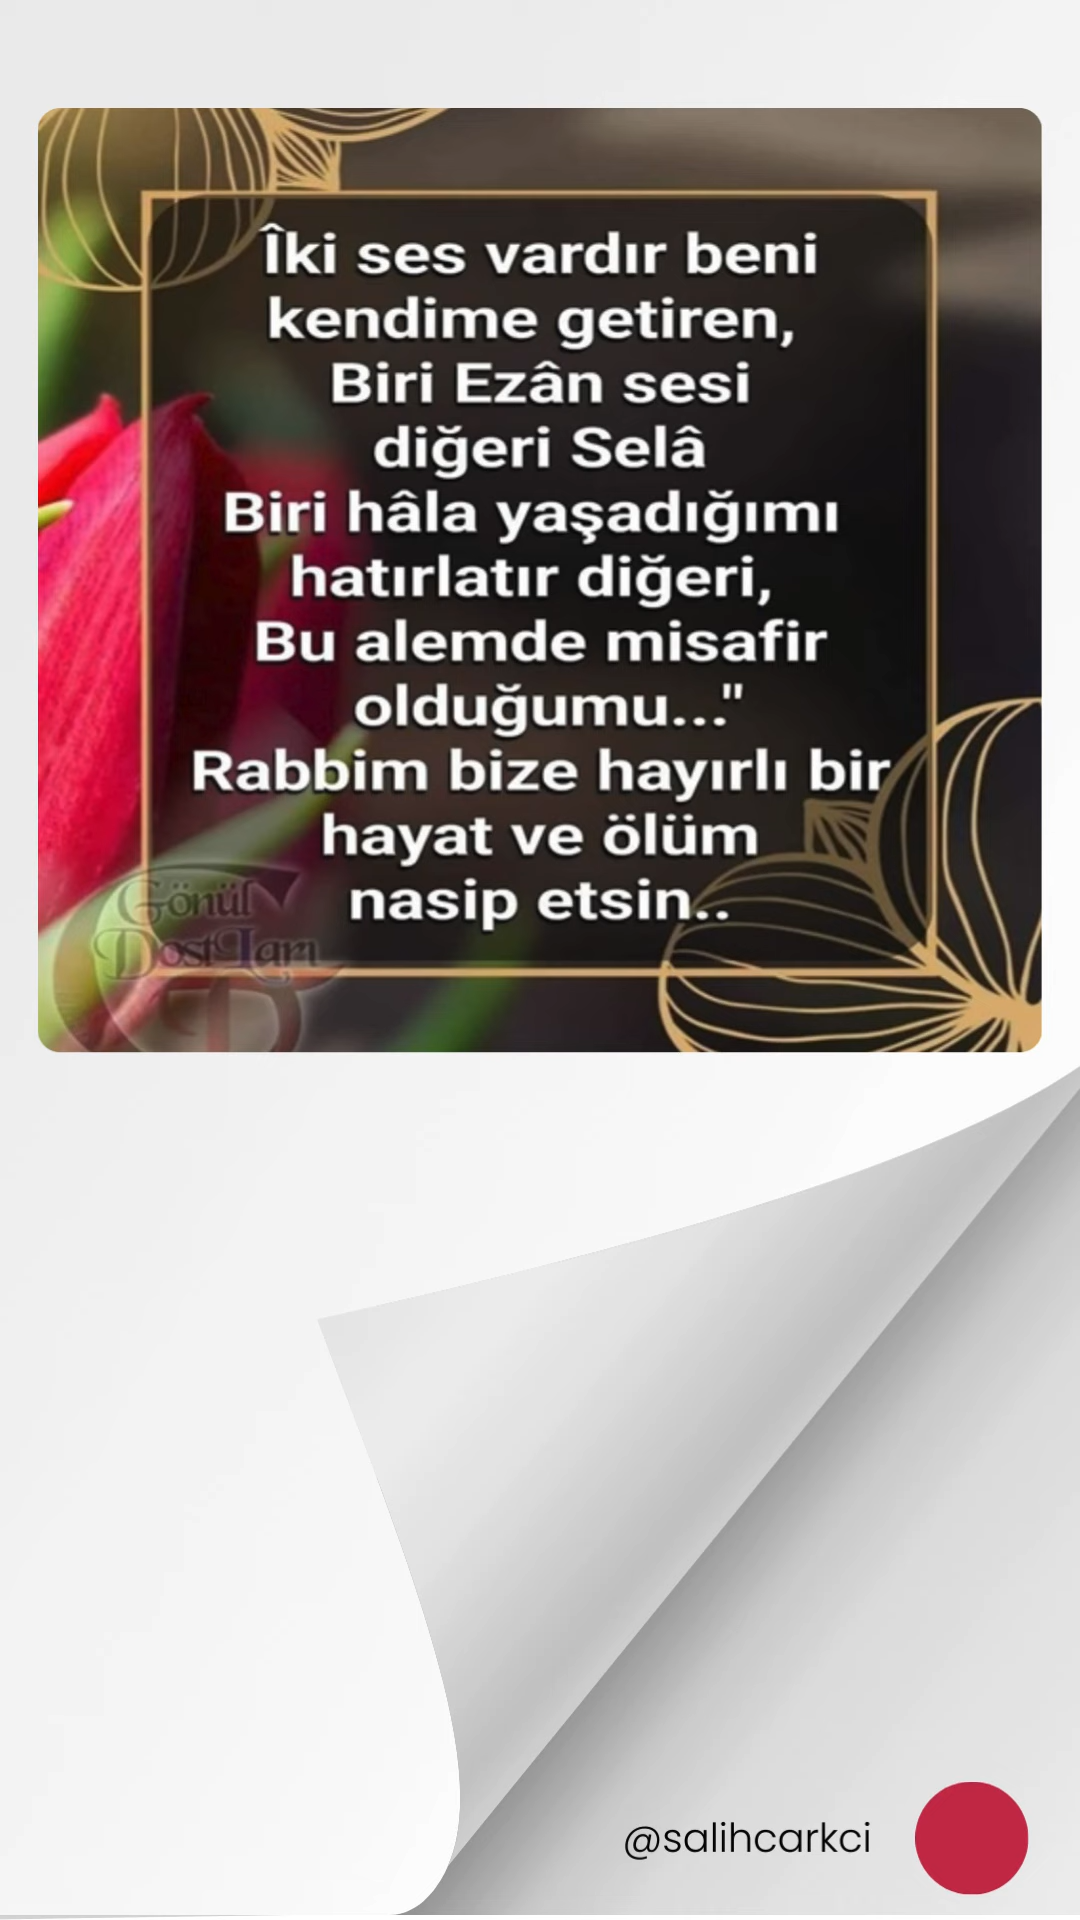 Îki ses vardır beni
kendime getiren,
Biri Ezân sesi
diğeri Selâ
Biri hâla yaşadığımı
hatırlatır diğeri,
Bu alemde misafir
olduğumu..."
Rabbim bize hayırlı bir
hayat ve ölüm
nasip etsin..
Gönül
Dostları
@salihcarkci